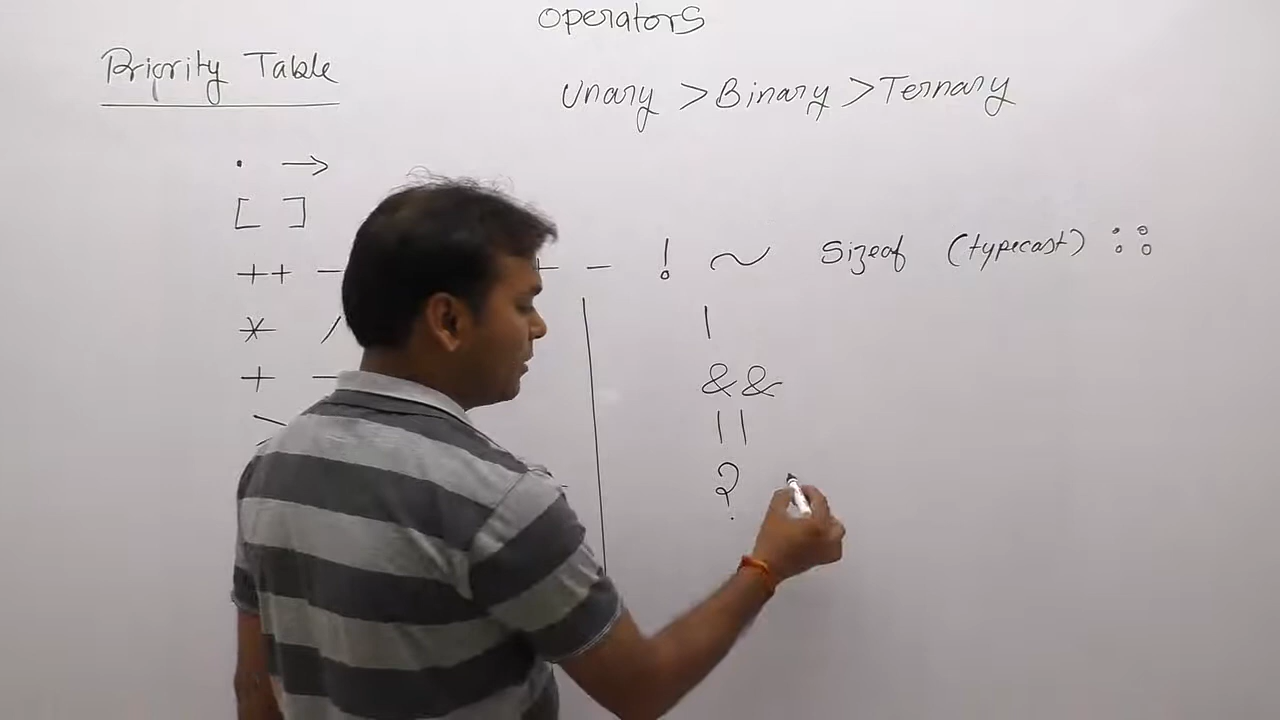 Operators
Priority Table
Unary > Binary > Ternary
. →
[ ]
++ - + - ! ~ Sizeof (typecast) ::
* /
|
+ -
&&
||
?